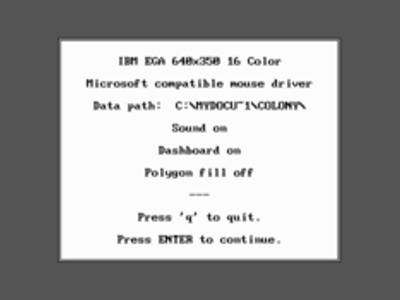 IBM EGA 640x350 16 Color
Microsoft compatible mouse driver
Data path:  C:\MYDOCU~1\COLONY\
Sound on
Dashboard on
Polygon fill off
---
Press 'q' to quit.
Press ENTER to continue.